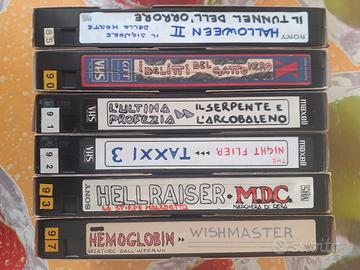 85
HALLOWEEN II
IL SIGNORE DELLA MORTE
IL TUNNEL DELL'ORRORE
SONY
90
VHS
I DELITTI DEL GATTO NERO
91
VHS
L'ULTIMA PROFEZIA
IL SERPENTE E L'ARCOBALENO
maxell
92
VHS
THE NIGHT FLIER
TAXXI 3
maxell
93
SONY
HELLRAISER
LA STIRPE MALEDETTA
M.D.C.
MASCHERA DI CERA
VHS
97
HEMOGLOBIN
CREATURE DALL'INFERNO
WISHMASTER
subito